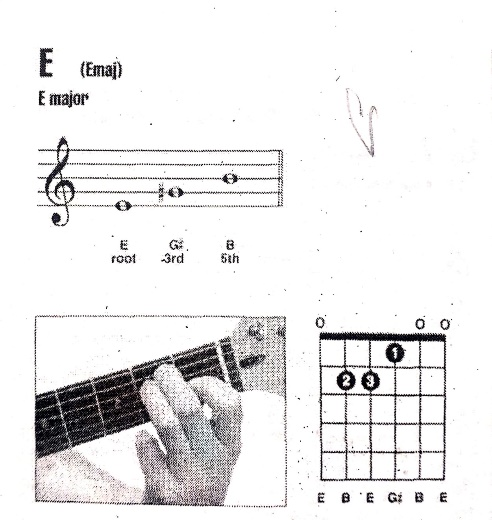 E (Emaj)
E major
E G♯ B
root -3rd 5th
O O O
1
2 3
E B E G♯ B E